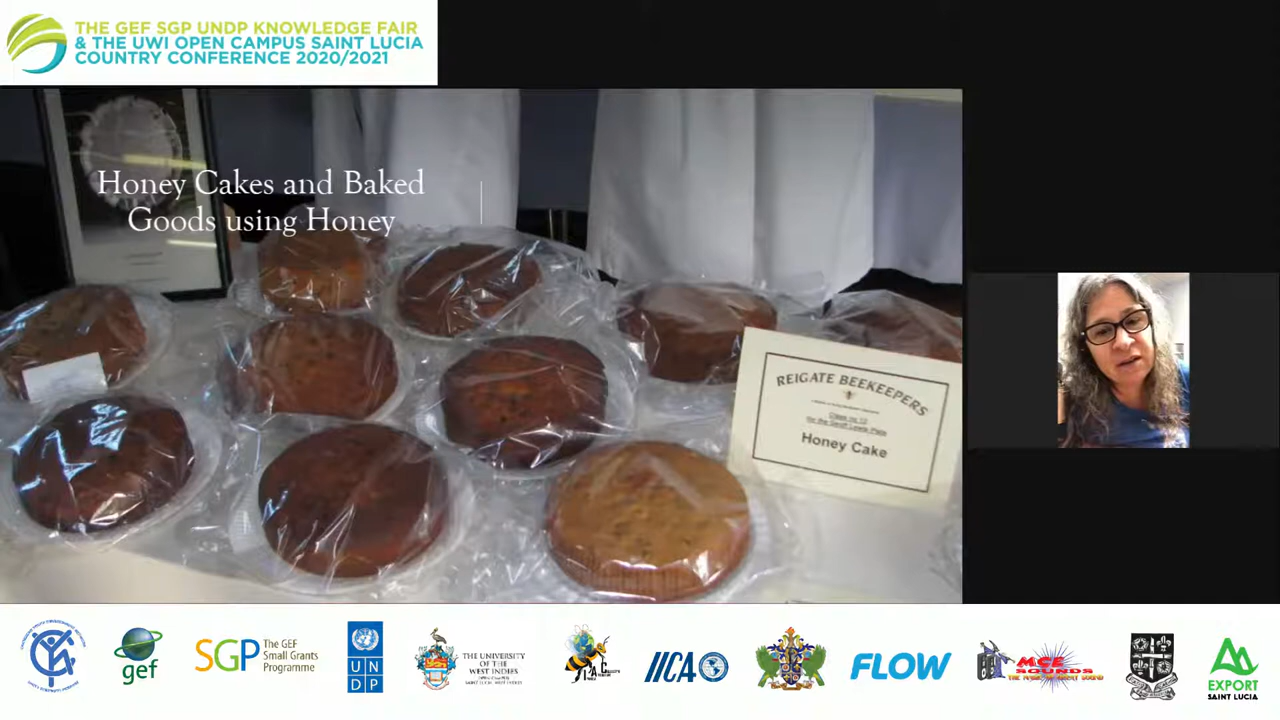 THE GEF SGP UNDP KNOWLEDGE FAIR
& THE UWI OPEN CAMPUS SAINT LUCIA
COUNTRY CONFERENCE 2020/2021
Honey Cakes and Baked
Goods using Honey
REIGATE BEEKEEPERS
Honey Cake
gef
SGP
The GEF
Small Grants
Programme
U N
D P
THE UNIVERSITY
OF THE
WEST INDIES
IICA
FLOW
MCE
SOUNDS
EXPORT
SAINT LUCIA